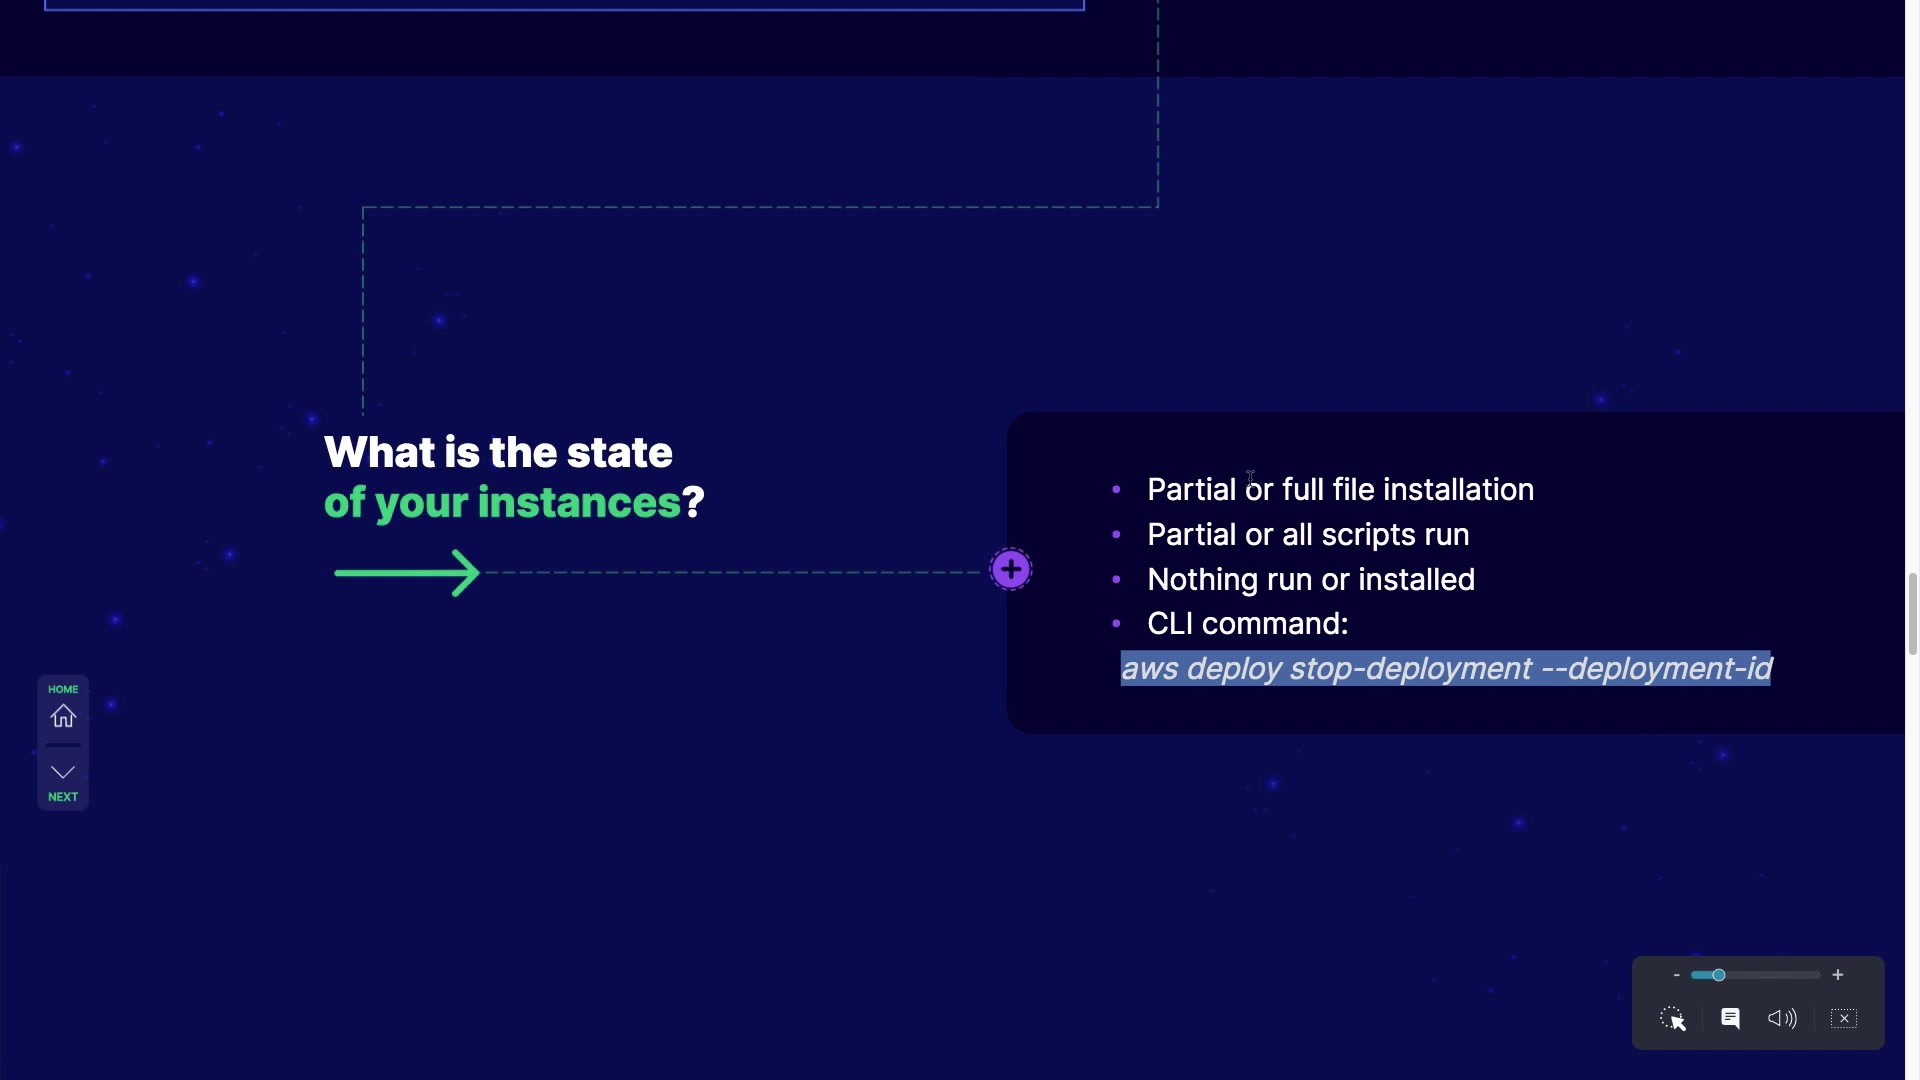 What is the state
of your instances?
• Partial or full file installation
• Partial or all scripts run
• Nothing run or installed
• CLI command:
aws deploy stop-deployment --deployment-id
HOME
NEXT
- +